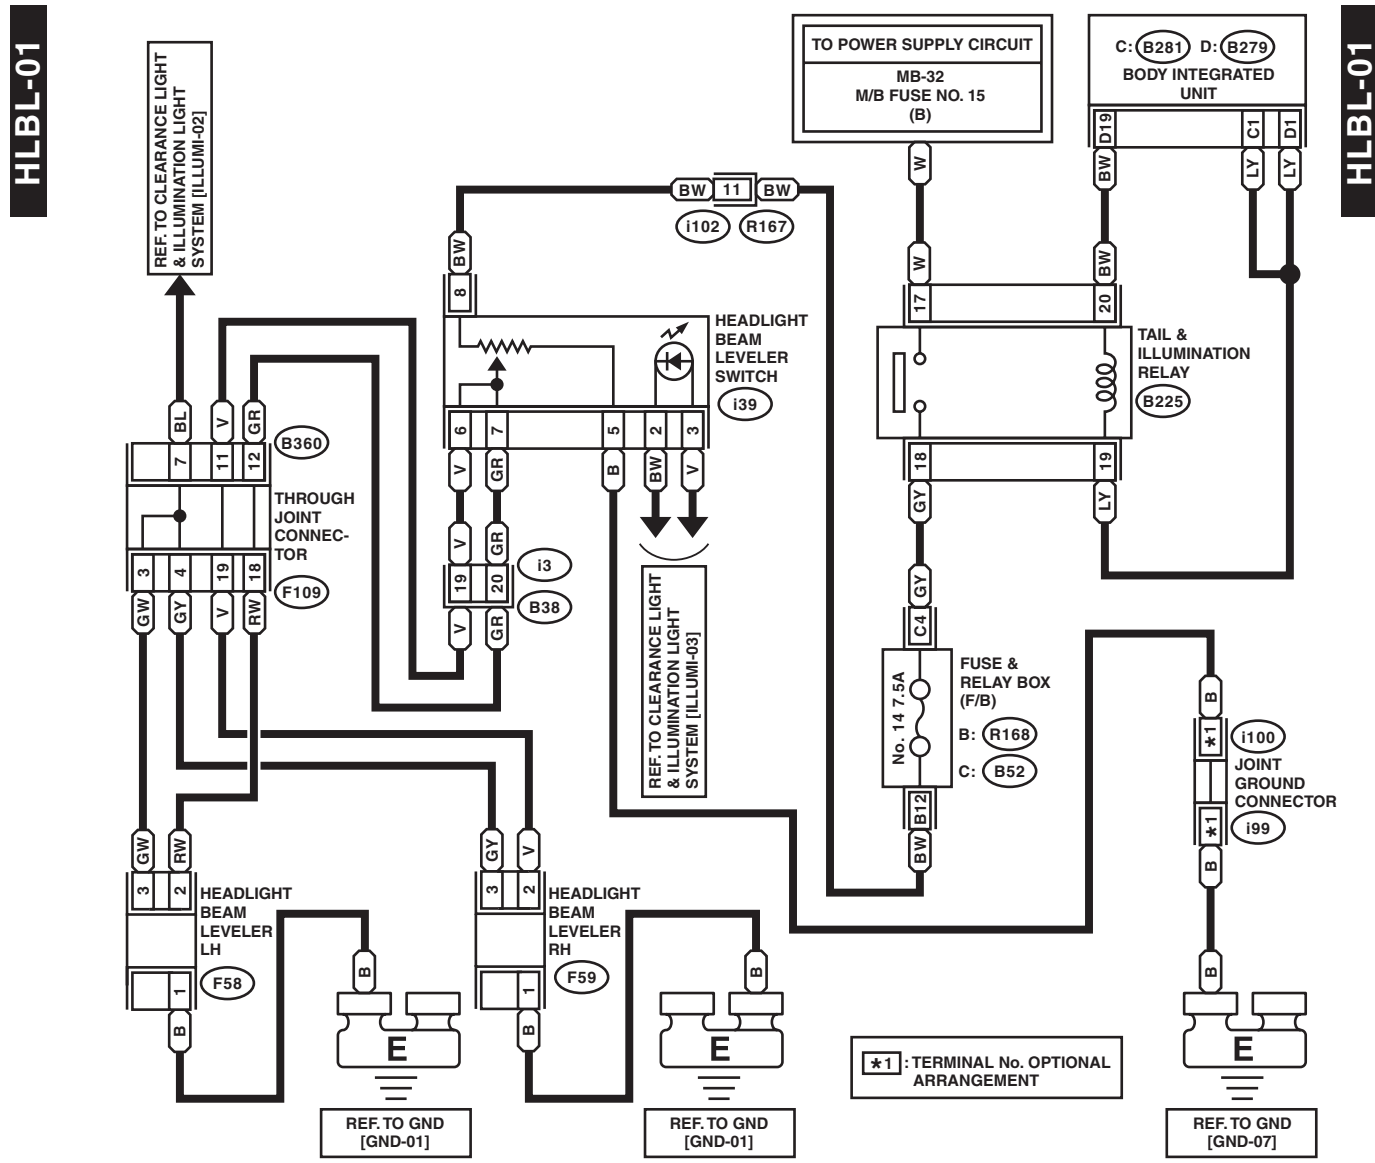 HLBL-01
HLBL-01
REF. TO CLEARANCE LIGHT
& ILLUMINATION LIGHT
SYSTEM [ILLUMI-02]
TO POWER SUPPLY CIRCUIT
MB-32
M/B FUSE NO. 15
(B)
C: B281 D: B279
BODY INTEGRATED
UNIT
D19 C1 D1
W BW LY LY
BW 11 BW
i102 R167
BW
W BW
8
17 20
HEADLIGHT
BEAM
LEVELER
SWITCH
i39
TAIL &
ILLUMINATION
RELAY
B225
BL V GR
B360
7 11 12
6 7 5 2 3
18 19
V GR B BW V
GY LY
THROUGH
JOINT
CONNEC-
TOR
3 4 19 18
F109
GW GY V RW
V GR
i3
19 20
B38
V GR
REF. TO CLEARANCE LIGHT
& ILLUMINATION LIGHT
SYSTEM [ILLUMI-03]
GY
C4
No. 14 7.5A
FUSE &
RELAY BOX
(F/B)
B: R168
C: B52
B12
BW
B
*1
i100
JOINT
GROUND
CONNECTOR
*1
i99
B
B
GW RW
3 2
HEADLIGHT
BEAM
LEVELER
LH
F58
1
B
B
GY V
3 2
HEADLIGHT
BEAM
LEVELER
RH
F59
1
B
B
E
E
E
*1 : TERMINAL No. OPTIONAL
ARRANGEMENT
REF. TO GND
[GND-01]
REF. TO GND
[GND-01]
REF. TO GND
[GND-07]